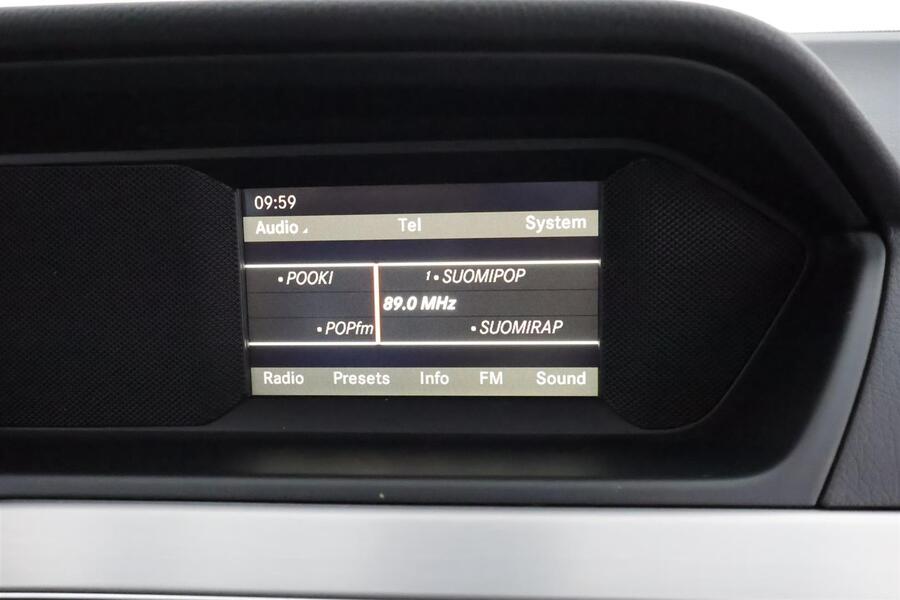 09:59
Audio Tel System
• POOKI 1 • SUOMIPOP
89.0 MHz
• POPfm • SUOMIRAP
Radio Presets Info FM Sound